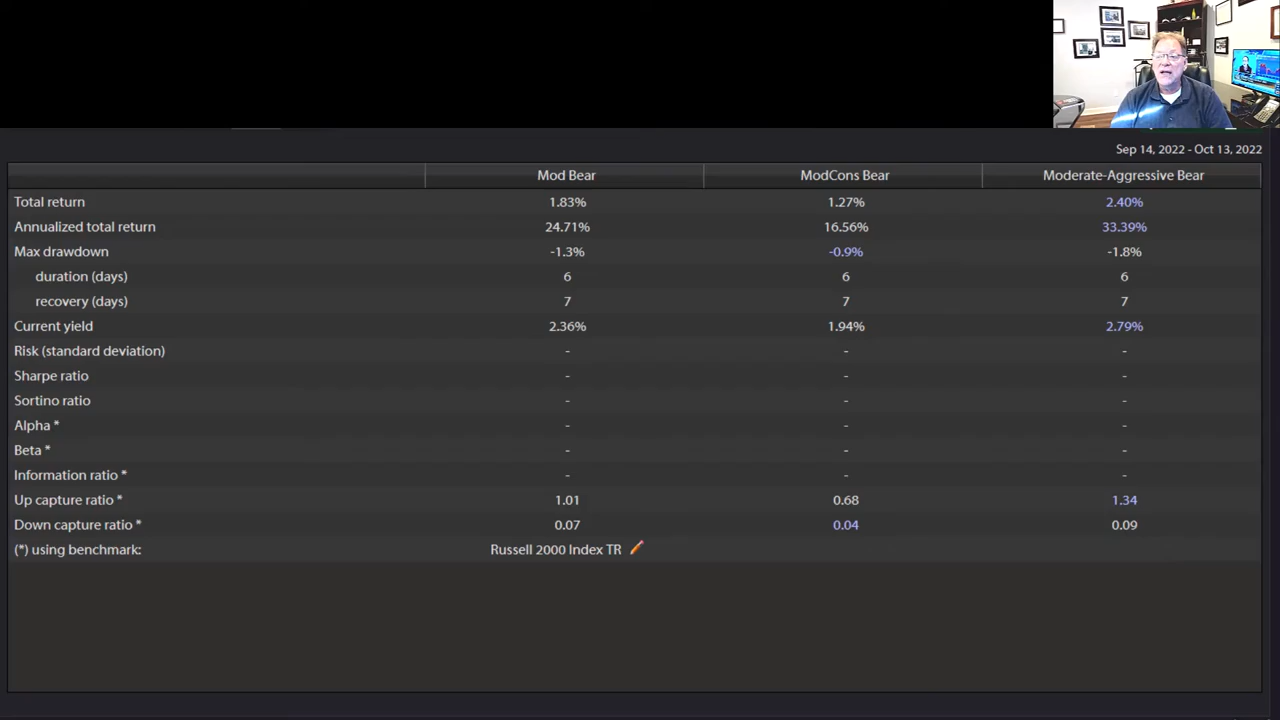 Sep 14, 2022 - Oct 13, 2022
Mod Bear ModCons Bear Moderate-Aggressive Bear
Total return 1.83% 1.27% 2.40%
Annualized total return 24.71% 16.56% 33.39%
Max drawdown -1.3% -0.9% -1.8%
duration (days) 6 6 6
recovery (days) 7 7 7
Current yield 2.36% 1.94% 2.79%
Risk (standard deviation) - - -
Sharpe ratio - - -
Sortino ratio - - -
Alpha * - - -
Beta * - - -
Information ratio * - - -
Up capture ratio * 1.01 0.68 1.34
Down capture ratio * 0.07 0.04 0.09
(*) using benchmark: Russell 2000 Index TR